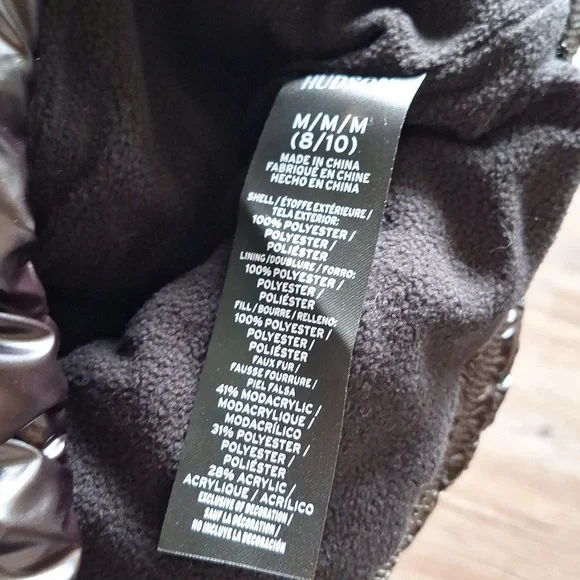 M/M/M
(8/10)
MADE IN CHINA
FABRIQUÉ EN CHINE
HECHO EN CHINA
SHELL / ÉTOFFE EXTÉRIEURE /
TELA EXTERIOR:
100% POLYESTER /
POLYESTER /
POLIÉSTER
LINING / DOUBLURE / FORRO:
100% POLYESTER /
POLYESTER /
POLIÉSTER
FILL / BOURRE / RELLENO:
100% POLYESTER /
POLYESTER /
POLIÉSTER
FAUX FUR /
FAUSSE FOURRURE /
PIEL FALSA
41% MODACRYLIC /
MODACRYLIQUE /
MODACRÍLICO
31% POLYESTER /
POLYESTER /
POLIÉSTER
28% ACRYLIC /
ACRYLIQUE / ACRÍLICO
EXCLUSIVE OF DECORATION /
SANS LA DÉCORATION /
NO INCLUYE LA DECORACIÓN